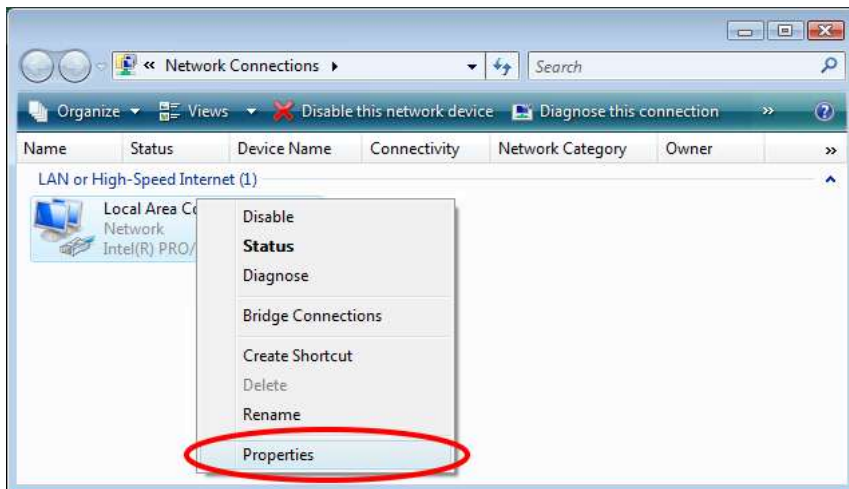 « Network Connections
Search
Organize Views Disable this network device Diagnose this connection »
Name Status Device Name Connectivity Network Category Owner »
LAN or High-Speed Internet (1)
Local Area
Network
Intel(R) PRO/
Disable
Status
Diagnose
Bridge Connections
Create Shortcut
Delete
Rename
Properties